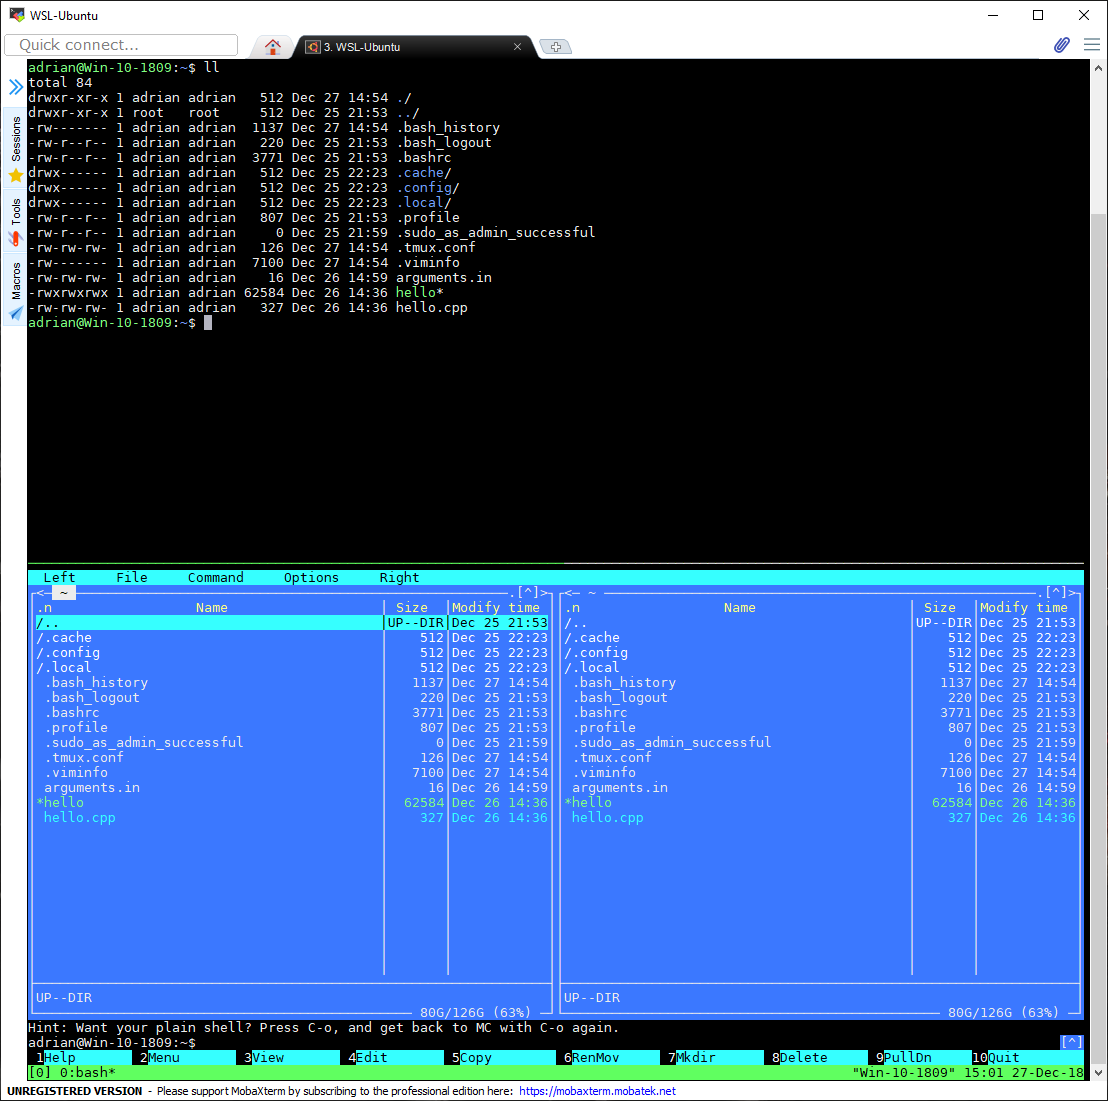 WSL-Ubuntu
Quick connect...
3. WSL-Ubuntu
Sessions
Tools
Macros
adrian@Win-10-1809:~$ ll
total 84
drwxr-xr-x 1 adrian adrian   512 Dec 27 14:54 ./
drwxr-xr-x 1 root   root     512 Dec 25 21:53 ../
-rw------- 1 adrian adrian  1137 Dec 27 14:54 .bash_history
-rw-r--r-- 1 adrian adrian   220 Dec 25 21:53 .bash_logout
-rw-r--r-- 1 adrian adrian  3771 Dec 25 21:53 .bashrc
drwx------ 1 adrian adrian   512 Dec 25 22:23 .cache/
drwx------ 1 adrian adrian   512 Dec 25 22:23 .config/
drwx------ 1 adrian adrian   512 Dec 25 22:23 .local/
-rw-r--r-- 1 adrian adrian   807 Dec 25 21:53 .profile
-rw-r--r-- 1 adrian adrian     0 Dec 25 21:59 .sudo_as_admin_successful
-rw-rw-rw- 1 adrian adrian   126 Dec 27 14:54 .tmux.conf
-rw------- 1 adrian adrian  7100 Dec 27 14:54 .viminfo
-rw-rw-rw- 1 adrian adrian    16 Dec 26 14:59 arguments.in
-rwxrwxrwx 1 adrian adrian 62584 Dec 26 14:36 hello*
-rw-rw-rw- 1 adrian adrian   327 Dec 26 14:36 hello.cpp
adrian@Win-10-1809:~$
Left File Command Options Right
<- ~ .[^]> <- ~ .[^]>
.n Name | Size |Modify time .n Name | Size |Modify time
/.. |UP--DIR|Dec 25 21:53 /.. |UP--DIR|Dec 25 21:53
/.cache | 512|Dec 25 22:23 /.cache | 512|Dec 25 22:23
/.config | 512|Dec 25 22:23 /.config | 512|Dec 25 22:23
/.local | 512|Dec 25 22:23 /.local | 512|Dec 25 22:23
.bash_history | 1137|Dec 27 14:54 .bash_history | 1137|Dec 27 14:54
.bash_logout | 220|Dec 25 21:53 .bash_logout | 220|Dec 25 21:53
.bashrc | 3771|Dec 25 21:53 .bashrc | 3771|Dec 25 21:53
.profile | 807|Dec 25 21:53 .profile | 807|Dec 25 21:53
.sudo_as_admin_successful | 0|Dec 25 21:59 .sudo_as_admin_successful | 0|Dec 25 21:59
.tmux.conf | 126|Dec 27 14:54 .tmux.conf | 126|Dec 27 14:54
.viminfo | 7100|Dec 27 14:54 .viminfo | 7100|Dec 27 14:54
arguments.in | 16|Dec 26 14:59 arguments.in | 16|Dec 26 14:59
*hello | 62584|Dec 26 14:36 *hello | 62584|Dec 26 14:36
hello.cpp | 327|Dec 26 14:36 hello.cpp | 327|Dec 26 14:36
UP--DIR UP--DIR
80G/126G (63%) 80G/126G (63%)
Hint: Want your plain shell? Press C-o, and get back to MC with C-o again.
adrian@Win-10-1809:~$ [^]
1Help 2Menu 3View 4Edit 5Copy 6RenMov 7Mkdir 8Delete 9PullDn 10Quit
[0] 0:bash* "Win-10-1809" 15:01 27-Dec-18
UNREGISTERED VERSION - Please support MobaXterm by subscribing to the professional edition here: https://mobaxterm.mobatek.net